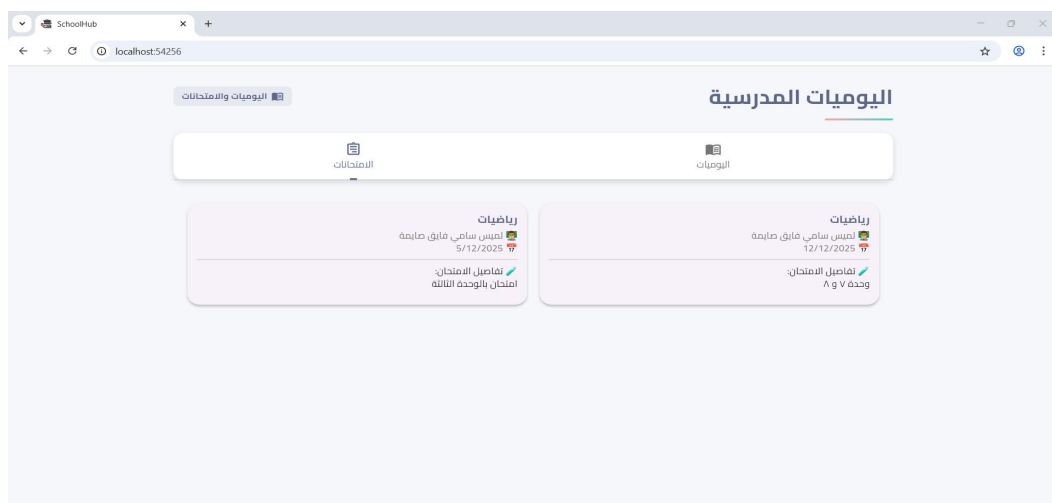 SchoolHub
localhost:54256
اليوميات المدرسية
اليوميات والامتحانات
اليوميات
الامتحانات
رياضيات
لميس سامي فايق صايمة
12/12/2025
تفاصيل الامتحان:
وحدة ٧ و ٨
رياضيات
لميس سامي فايق صايمة
5/12/2025
تفاصيل الامتحان:
امتحان بالوحدة الثالثة